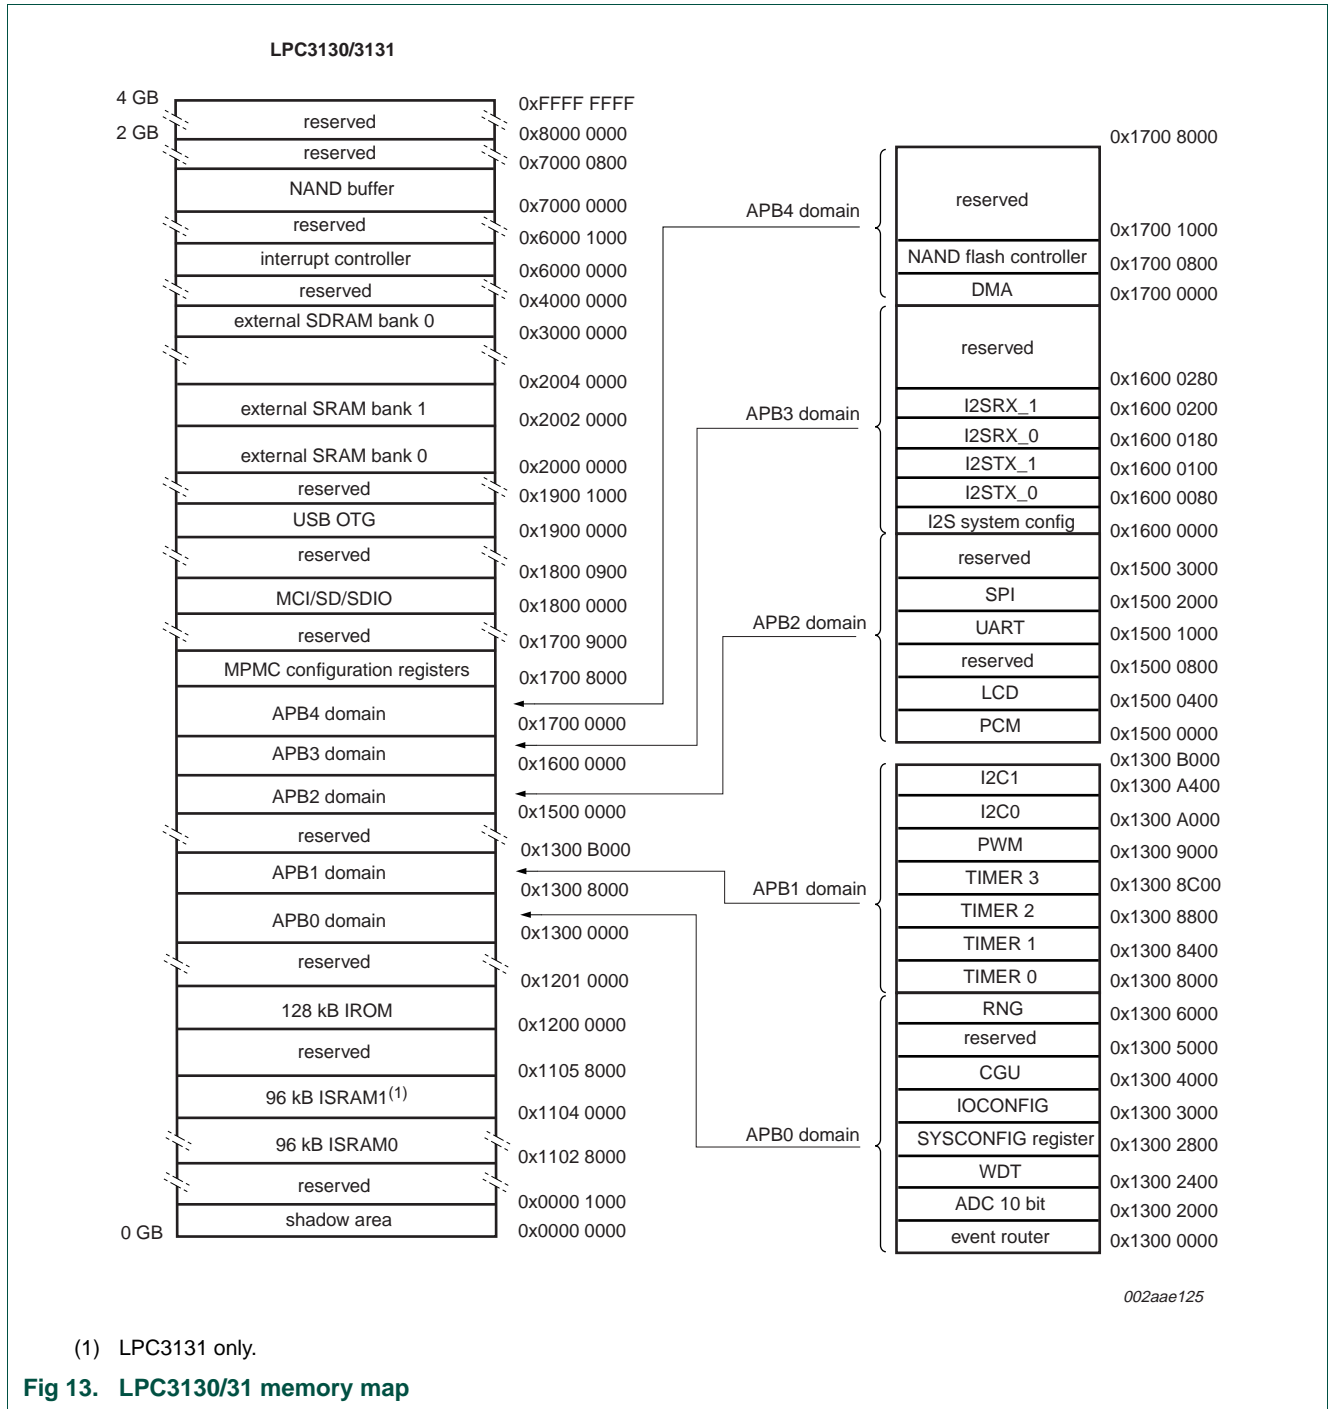 LPC3130/3131
4 GB
0xFFFF FFFF
reserved
2 GB
0x8000 0000
reserved
0x7000 0800
NAND buffer
0x7000 0000
reserved
0x6000 1000
interrupt controller
0x6000 0000
reserved
0x4000 0000
external SDRAM bank 0
0x3000 0000
0x2004 0000
external SRAM bank 1
0x2002 0000
external SRAM bank 0
0x2000 0000
reserved
0x1900 1000
USB OTG
0x1900 0000
reserved
0x1800 0900
MCI/SD/SDIO
0x1800 0000
reserved
0x1700 9000
MPMC configuration registers
0x1700 8000
APB4 domain
0x1700 0000
APB3 domain
0x1600 0000
APB2 domain
0x1500 0000
reserved
0x1300 B000
APB1 domain
0x1300 8000
APB0 domain
0x1300 0000
reserved
0x1201 0000
128 kB IROM
0x1200 0000
reserved
0x1105 8000
96 kB ISRAM1(1)
0x1104 0000
96 kB ISRAM0
0x1102 8000
reserved
0x0000 1000
shadow area
0 GB
0x0000 0000
0x1700 8000
APB4 domain
reserved
0x1700 1000
NAND flash controller
0x1700 0800
DMA
0x1700 0000
APB3 domain
reserved
0x1600 0280
I2SRX_1
0x1600 0200
I2SRX_0
0x1600 0180
I2STX_1
0x1600 0100
I2STX_0
0x1600 0080
I2S system config
0x1600 0000
APB2 domain
reserved
0x1500 3000
SPI
0x1500 2000
UART
0x1500 1000
reserved
0x1500 0800
LCD
0x1500 0400
PCM
0x1500 0000
0x1300 B000
APB1 domain
I2C1
0x1300 A400
I2C0
0x1300 A000
PWM
0x1300 9000
TIMER 3
0x1300 8C00
TIMER 2
0x1300 8800
TIMER 1
0x1300 8400
TIMER 0
0x1300 8000
APB0 domain
RNG
0x1300 6000
reserved
0x1300 5000
CGU
0x1300 4000
IOCONFIG
0x1300 3000
SYSCONFIG register
0x1300 2800
WDT
0x1300 2400
ADC 10 bit
0x1300 2000
event router
0x1300 0000
002aae125
(1) LPC3131 only.
Fig 13. LPC3130/31 memory map